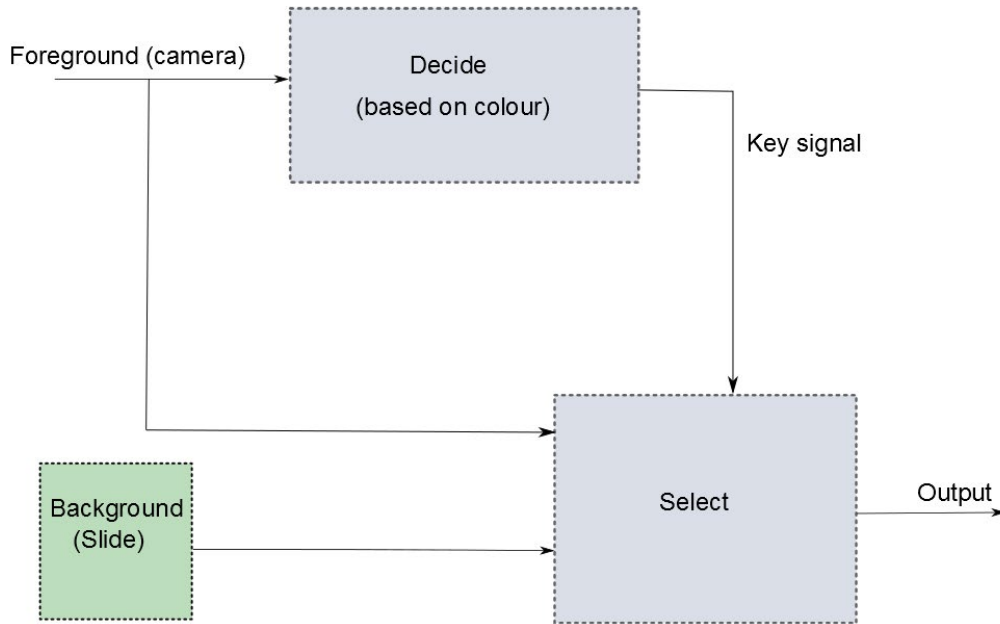 Foreground (camera)
Decide
(based on colour)
Key signal
Background
(Slide)
Select
Output